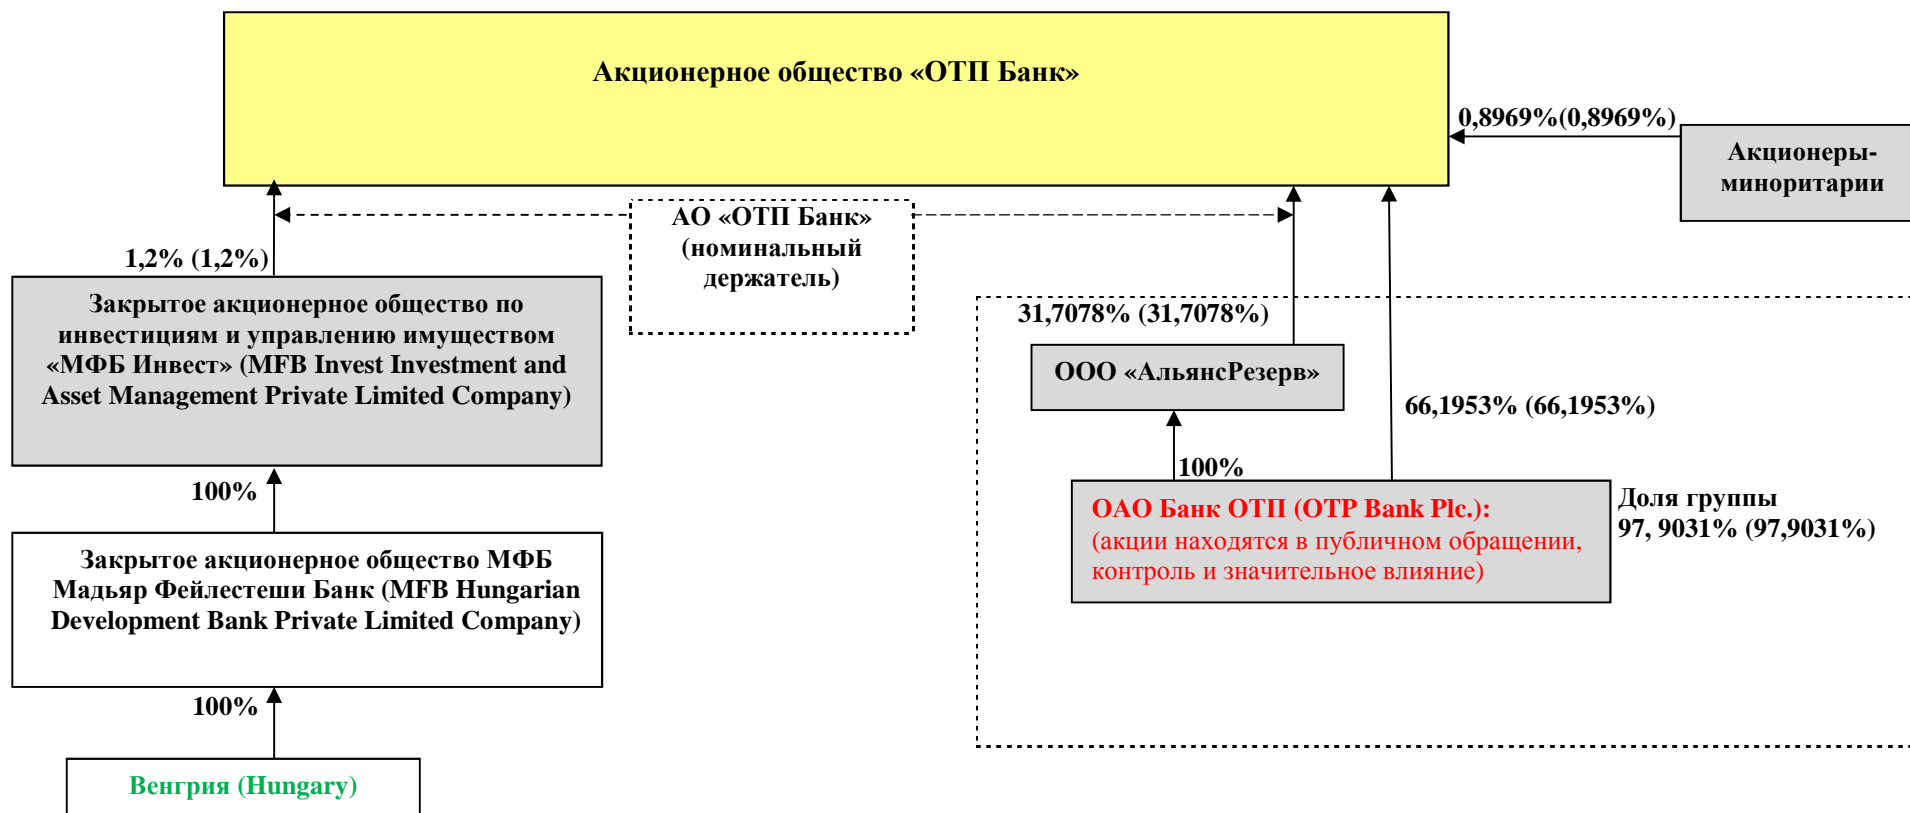 Акционерное общество «ОТП Банк»
0,8969%(0,8969%)
Акционеры-
миноритарии
АО «ОТП Банк»
(номинальный
держатель)
1,2% (1,2%)
Закрытое акционерное общество по
инвестициям и управлению имуществом
«МФБ Инвест» (MFB Invest Investment and
Asset Management Private Limited Company)
31,7078% (31,7078%)
ООО «АльянсРезерв»
66,1953% (66,1953%)
100%
ОАО Банк ОТП (OTP Bank Plc.):
(акции находятся в публичном обращении,
контроль и значительное влияние)
Доля группы
97, 9031% (97,9031%)
100%
Закрытое акционерное общество МФБ
Мадьяр Фейлестеши Банк (MFB Hungarian
Development Bank Private Limited Company)
100%
Венгрия (Hungary)